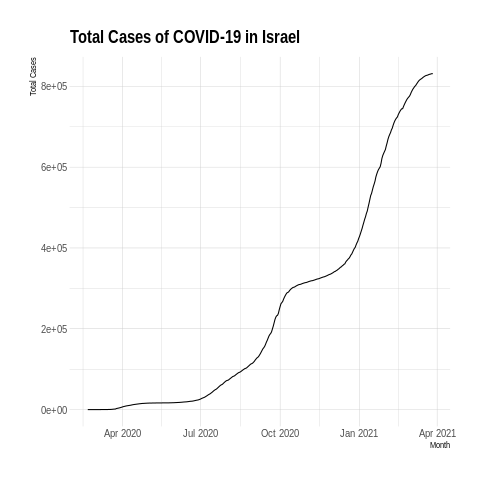 Total Cases of COVID-19 in Israel
Total Cases
8e+05
6e+05
4e+05
2e+05
0e+00
Apr 2020 Jul 2020 Oct 2020 Jan 2021 Apr 2021
Month